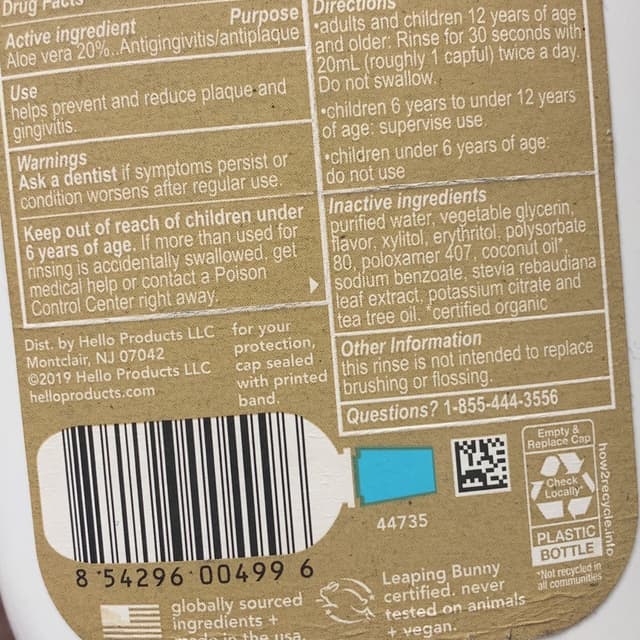 Drug Facts
Active ingredient Purpose
Aloe vera 20%..Antigingivitis/antiplaque
Use
helps prevent and reduce plaque and
gingivitis.
Warnings
Ask a dentist if symptoms persist or
condition worsens after regular use.
Keep out of reach of children under
6 years of age. If more than used for
rinsing is accidentally swallowed, get
medical help or contact a Poison
Control Center right away.
Directions
•adults and children 12 years of age
and older: Rinse for 30 seconds with
20mL (roughly 1 capful) twice a day.
Do not swallow.
•children 6 years to under 12 years
of age: supervise use
•children under 6 years of age:
do not use
Inactive ingredients
purified water, vegetable glycerin,
flavor, xylitol, erythritol, polysorbate
80, poloxamer 407, coconut oil*,
sodium benzoate, stevia rebaudiana
leaf extract, potassium citrate and
tea tree oil. *certified organic
Other Information
this rinse is not intended to replace
brushing or flossing.
Questions? 1-855-444-3556
Dist. by Hello Products LLC
Montclair, NJ 07042
©2019 Hello Products LLC
helloproducts.com
for your
protection,
cap sealed
with printed
band.
8 54296 00499 6
44735
Empty &
Replace Cap
Check
Locally*
PLASTIC
BOTTLE
*Not recycled in
all communities
how2recycle.info
globally sourced
ingredients +
made in the usa.
Leaping Bunny
certified. never
tested on animals
+ vegan.